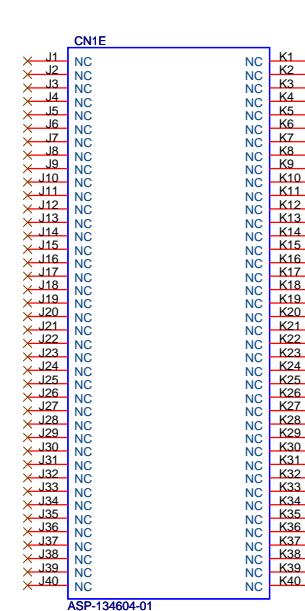 CN1E
J1 NC NC K1
J2 NC NC K2
J3 NC NC K3
J4 NC NC K4
J5 NC NC K5
J6 NC NC K6
J7 NC NC K7
J8 NC NC K8
J9 NC NC K9
J10 NC NC K10
J11 NC NC K11
J12 NC NC K12
J13 NC NC K13
J14 NC NC K14
J15 NC NC K15
J16 NC NC K16
J17 NC NC K17
J18 NC NC K18
J19 NC NC K19
J20 NC NC K20
J21 NC NC K21
J22 NC NC K22
J23 NC NC K23
J24 NC NC K24
J25 NC NC K25
J26 NC NC K26
J27 NC NC K27
J28 NC NC K28
J29 NC NC K29
J30 NC NC K30
J31 NC NC K31
J32 NC NC K32
J33 NC NC K33
J34 NC NC K34
J35 NC NC K35
J36 NC NC K36
J37 NC NC K37
J38 NC NC K38
J39 NC NC K39
J40 NC NC K40
ASP-134604-01